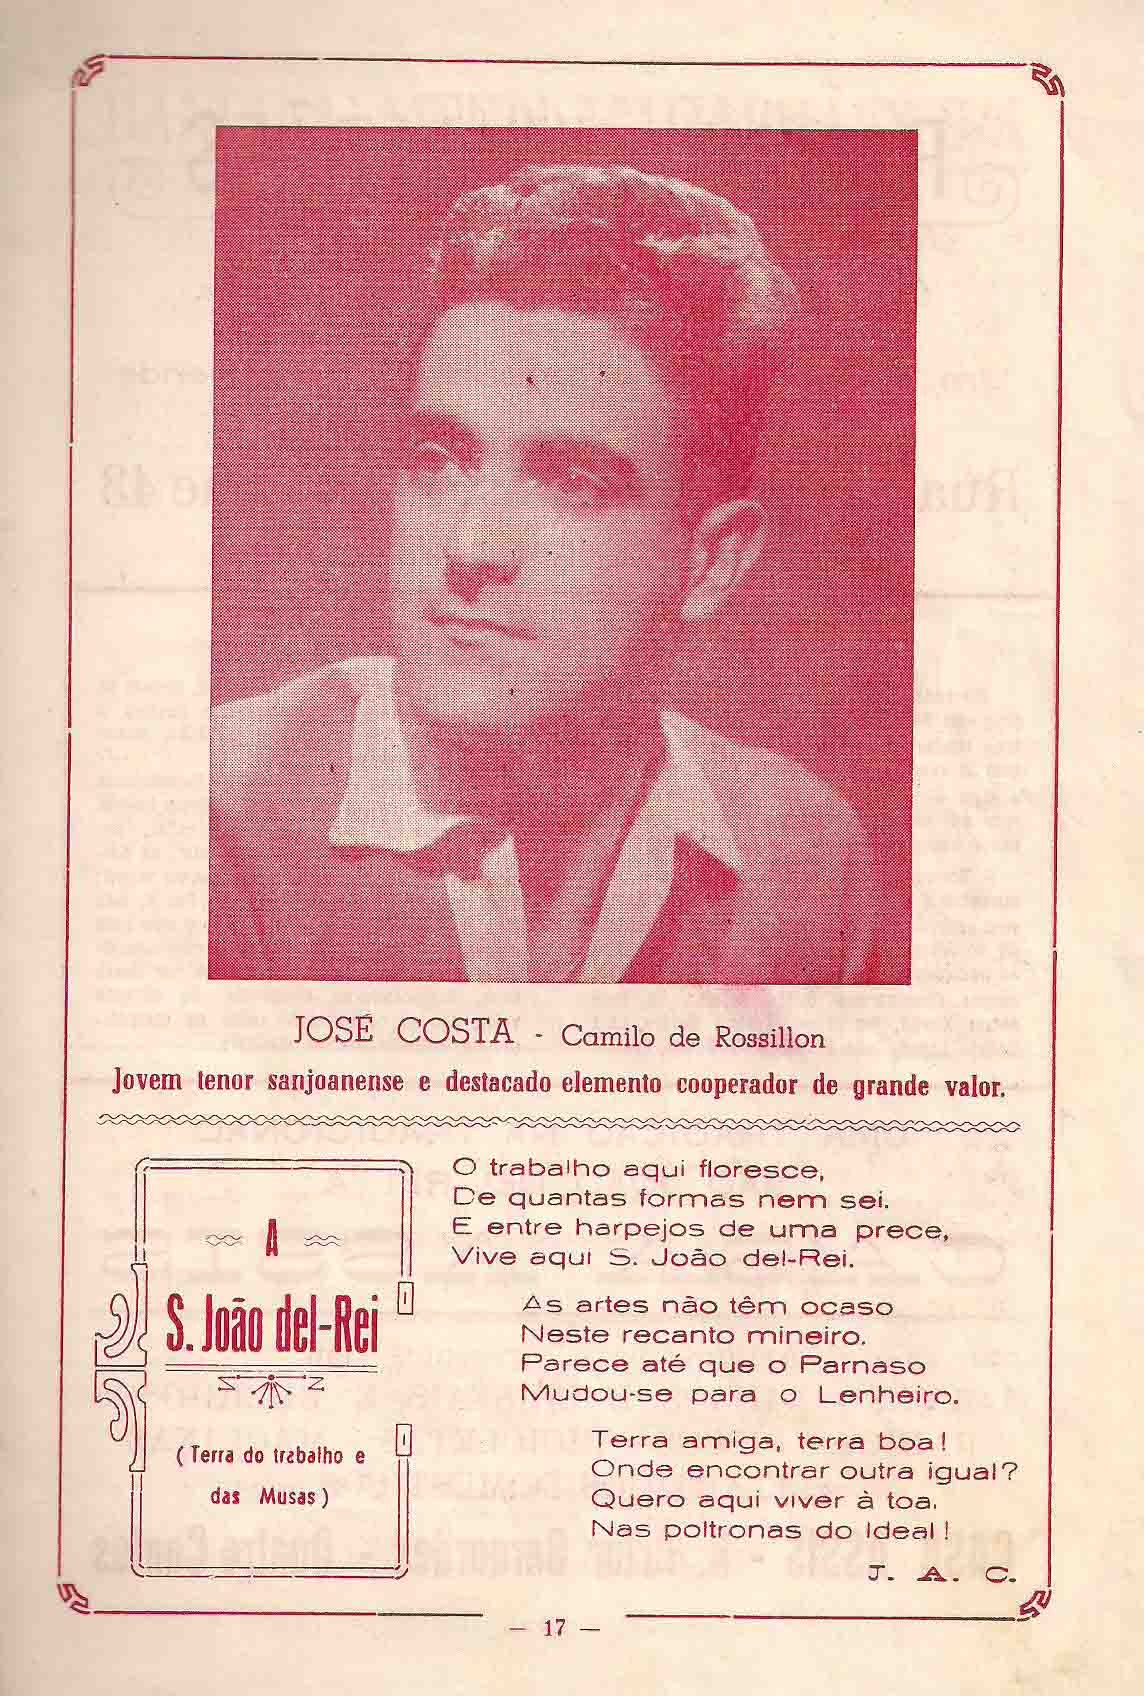 JOSÉ COSTA - Camilo de Rossillon
Jovem tenor sanjoanense e destacado elemento cooperador de grande valor.
A
S. João del-Rei
(Terra do trabalho e
das Musas)
O trabalho aqui floresce,
De quantas formas nem sei.
E entre harpejos de uma prece,
Vive aqui S. João del-Rei.
As artes não têm ocaso
Neste recanto mineiro.
Parece até que o Parnaso
Mudou-se para o Lenheiro.
Terra amiga, terra boa!
Onde encontrar outra igual?
Quero aqui viver à toa,
Nas poltronas do Ideal!
J. A. C.
— 17 —